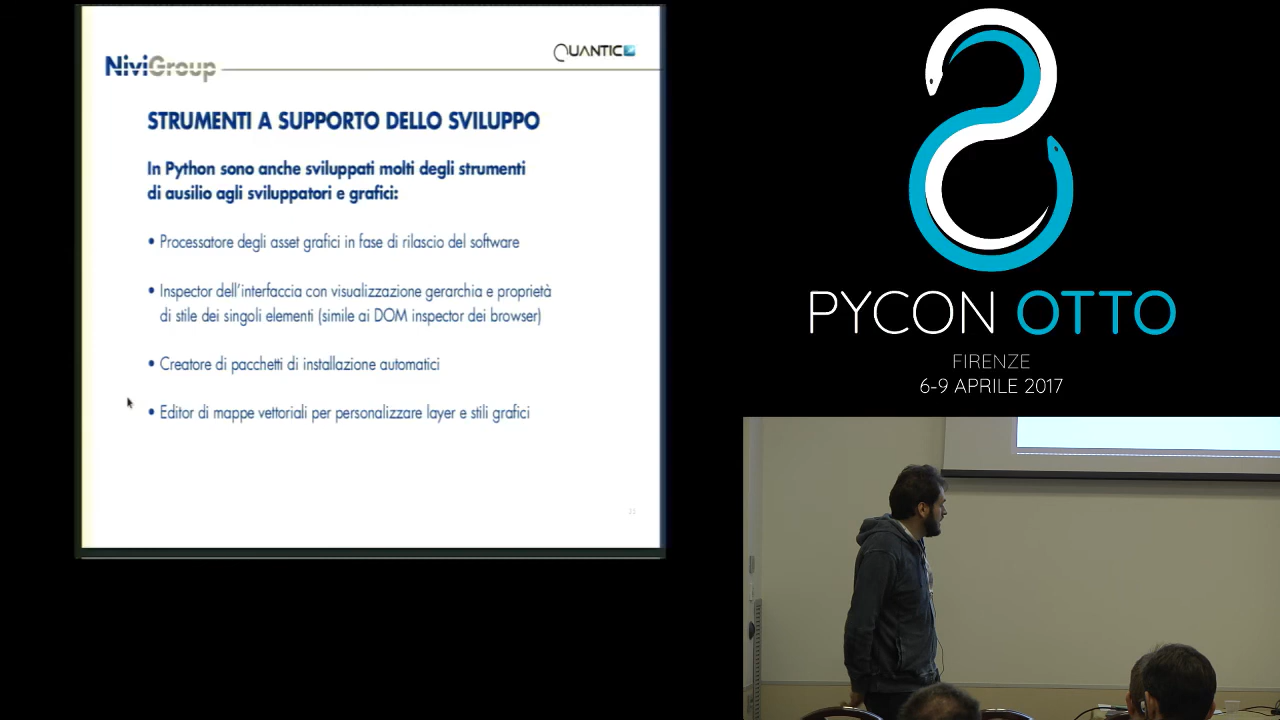 NiviGroup
QUANTIC
STRUMENTI A SUPPORTO DELLO SVILUPPO
In Python sono anche sviluppati molti degli strumenti
di ausilio agli sviluppatori e grafici:
• Processatore degli asset grafici in fase di rilascio del software
• Inspector dell'interfaccia con visualizzazione gerarchia e proprietà
di stile dei singoli elementi (simile ai DOM inspector dei browser)
• Creatore di pacchetti di installazione automatici
• Editor di mappe vettoriali per personalizzare layer e stili grafici
PYCON OTTO
FIRENZE
6-9 APRILE 2017